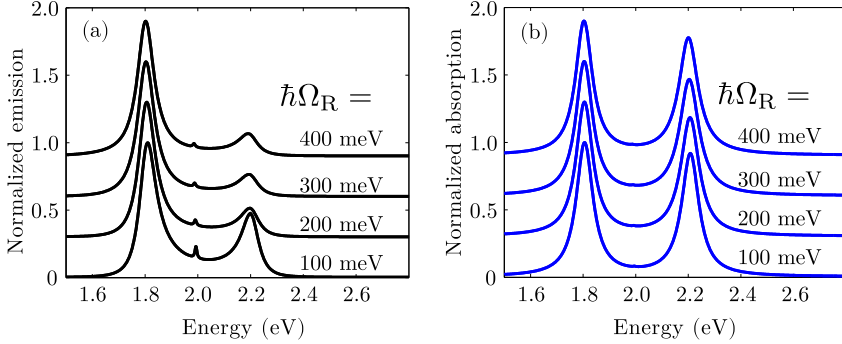 2.0
1.5
1.0
0.5
0
Normalized emission
(a)
ℏΩ_R =
400 meV
300 meV
200 meV
100 meV
1.6 1.8 2.0 2.2 2.4 2.6
Energy (eV)
2.0
1.5
1.0
0.5
0
Normalized absorption
(b)
ℏΩ_R =
400 meV
300 meV
200 meV
100 meV
1.6 1.8 2.0 2.2 2.4 2.6
Energy (eV)